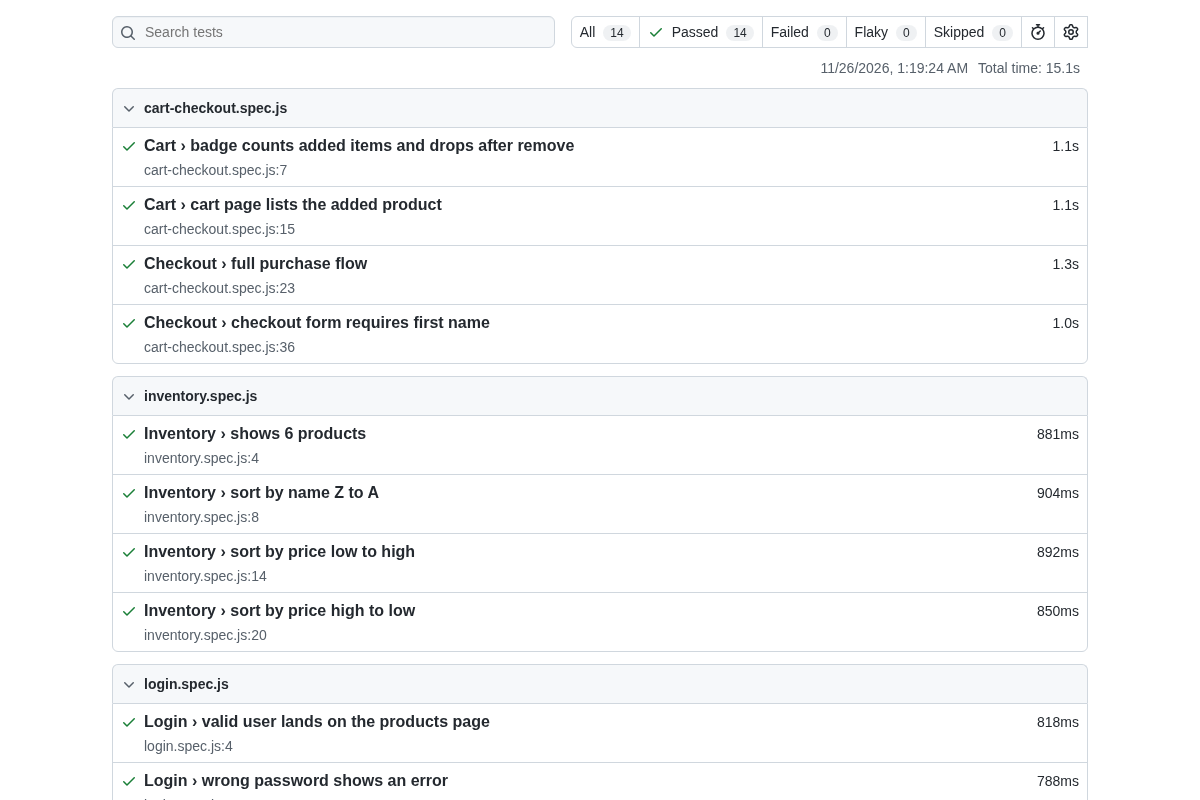 Search tests
All 14 Passed 14 Failed 0 Flaky 0 Skipped 0
11/26/2026, 1:19:24 AM Total time: 15.1s
cart-checkout.spec.js
Cart › badge counts added items and drops after remove 1.1s
cart-checkout.spec.js:7
Cart › cart page lists the added product 1.1s
cart-checkout.spec.js:15
Checkout › full purchase flow 1.3s
cart-checkout.spec.js:23
Checkout › checkout form requires first name 1.0s
cart-checkout.spec.js:36
inventory.spec.js
Inventory › shows 6 products 881ms
inventory.spec.js:4
Inventory › sort by name Z to A 904ms
inventory.spec.js:8
Inventory › sort by price low to high 892ms
inventory.spec.js:14
Inventory › sort by price high to low 850ms
inventory.spec.js:20
login.spec.js
Login › valid user lands on the products page 818ms
login.spec.js:4
Login › wrong password shows an error 788ms